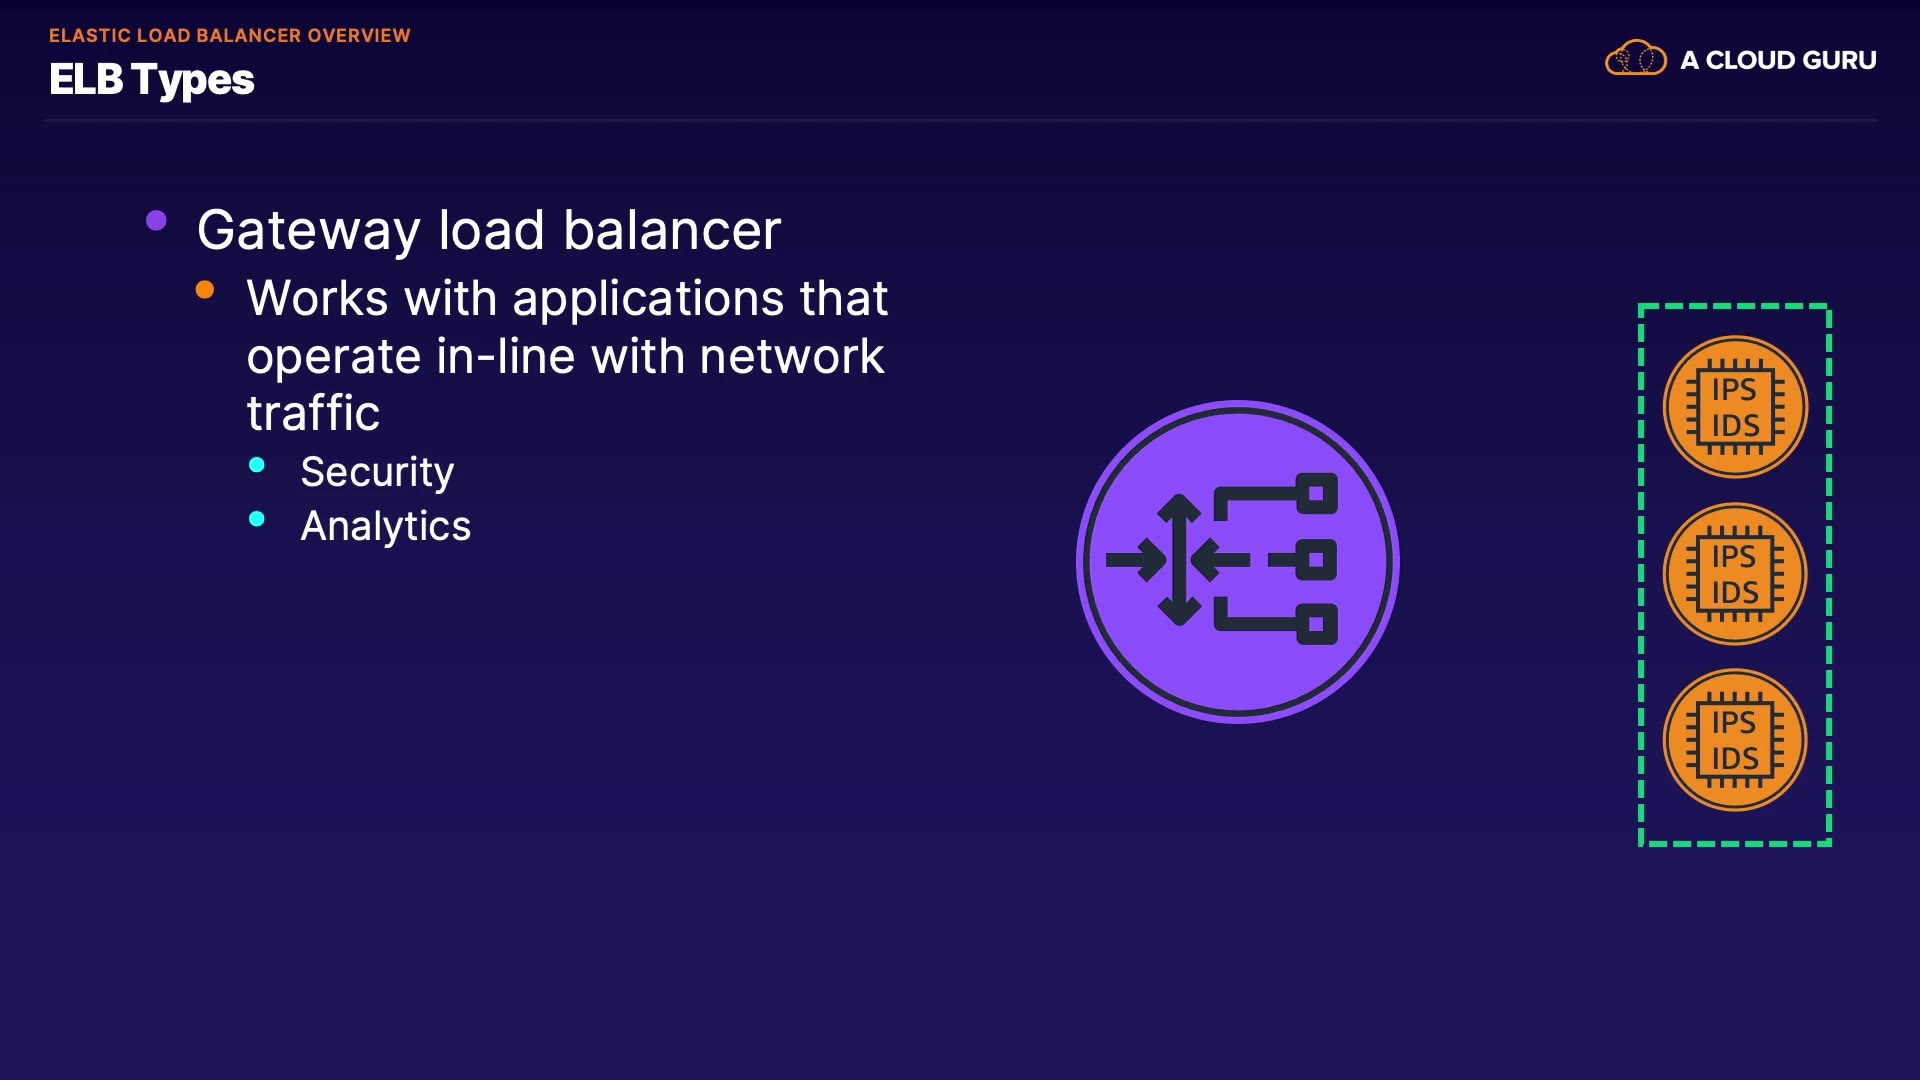 ELASTIC LOAD BALANCER OVERVIEW
ELB Types
A CLOUD GURU
Gateway load balancer
Works with applications that
operate in-line with network
traffic
Security
Analytics
IPS
IDS
IPS
IDS
IPS
IDS